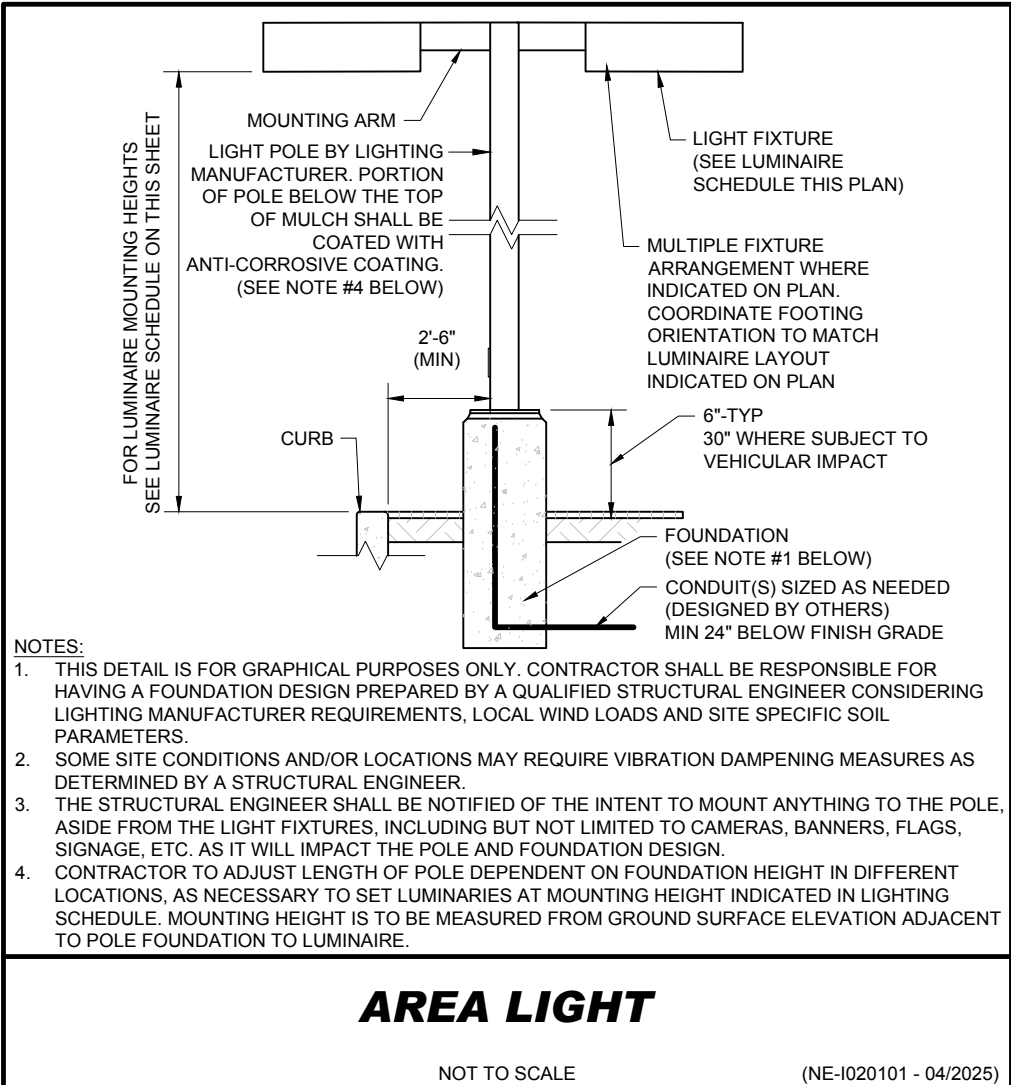 FOR LUMINAIRE MOUNTING HEIGHTS
SEE LUMINAIRE SCHEDULE ON THIS SHEET
MOUNTING ARM
LIGHT POLE BY LIGHTING
MANUFACTURER. PORTION
OF POLE BELOW THE TOP
OF MULCH SHALL BE
COATED WITH
ANTI-CORROSIVE COATING.
(SEE NOTE #4 BELOW)
LIGHT FIXTURE
(SEE LUMINAIRE
SCHEDULE THIS PLAN)
MULTIPLE FIXTURE
ARRANGEMENT WHERE
INDICATED ON PLAN.
COORDINATE FOOTING
ORIENTATION TO MATCH
LUMINAIRE LAYOUT
INDICATED ON PLAN
2'-6"
(MIN)
CURB
6"-TYP
30" WHERE SUBJECT TO
VEHICULAR IMPACT
FOUNDATION
(SEE NOTE #1 BELOW)
CONDUIT(S) SIZED AS NEEDED
(DESIGNED BY OTHERS)
MIN 24" BELOW FINISH GRADE
NOTES:
1. THIS DETAIL IS FOR GRAPHICAL PURPOSES ONLY. CONTRACTOR SHALL BE RESPONSIBLE FOR
HAVING A FOUNDATION DESIGN PREPARED BY A QUALIFIED STRUCTURAL ENGINEER CONSIDERING
LIGHTING MANUFACTURER REQUIREMENTS, LOCAL WIND LOADS AND SITE SPECIFIC SOIL
PARAMETERS.
2. SOME SITE CONDITIONS AND/OR LOCATIONS MAY REQUIRE VIBRATION DAMPENING MEASURES AS
DETERMINED BY A STRUCTURAL ENGINEER.
3. THE STRUCTURAL ENGINEER SHALL BE NOTIFIED OF THE INTENT TO MOUNT ANYTHING TO THE POLE,
ASIDE FROM THE LIGHT FIXTURES, INCLUDING BUT NOT LIMITED TO CAMERAS, BANNERS, FLAGS,
SIGNAGE, ETC. AS IT WILL IMPACT THE POLE AND FOUNDATION DESIGN.
4. CONTRACTOR TO ADJUST LENGTH OF POLE DEPENDENT ON FOUNDATION HEIGHT IN DIFFERENT
LOCATIONS, AS NECESSARY TO SET LUMINARIES AT MOUNTING HEIGHT INDICATED IN LIGHTING
SCHEDULE. MOUNTING HEIGHT IS TO BE MEASURED FROM GROUND SURFACE ELEVATION ADJACENT
TO POLE FOUNDATION TO LUMINAIRE.
AREA LIGHT
NOT TO SCALE
(NE-I020101 - 04/2025)